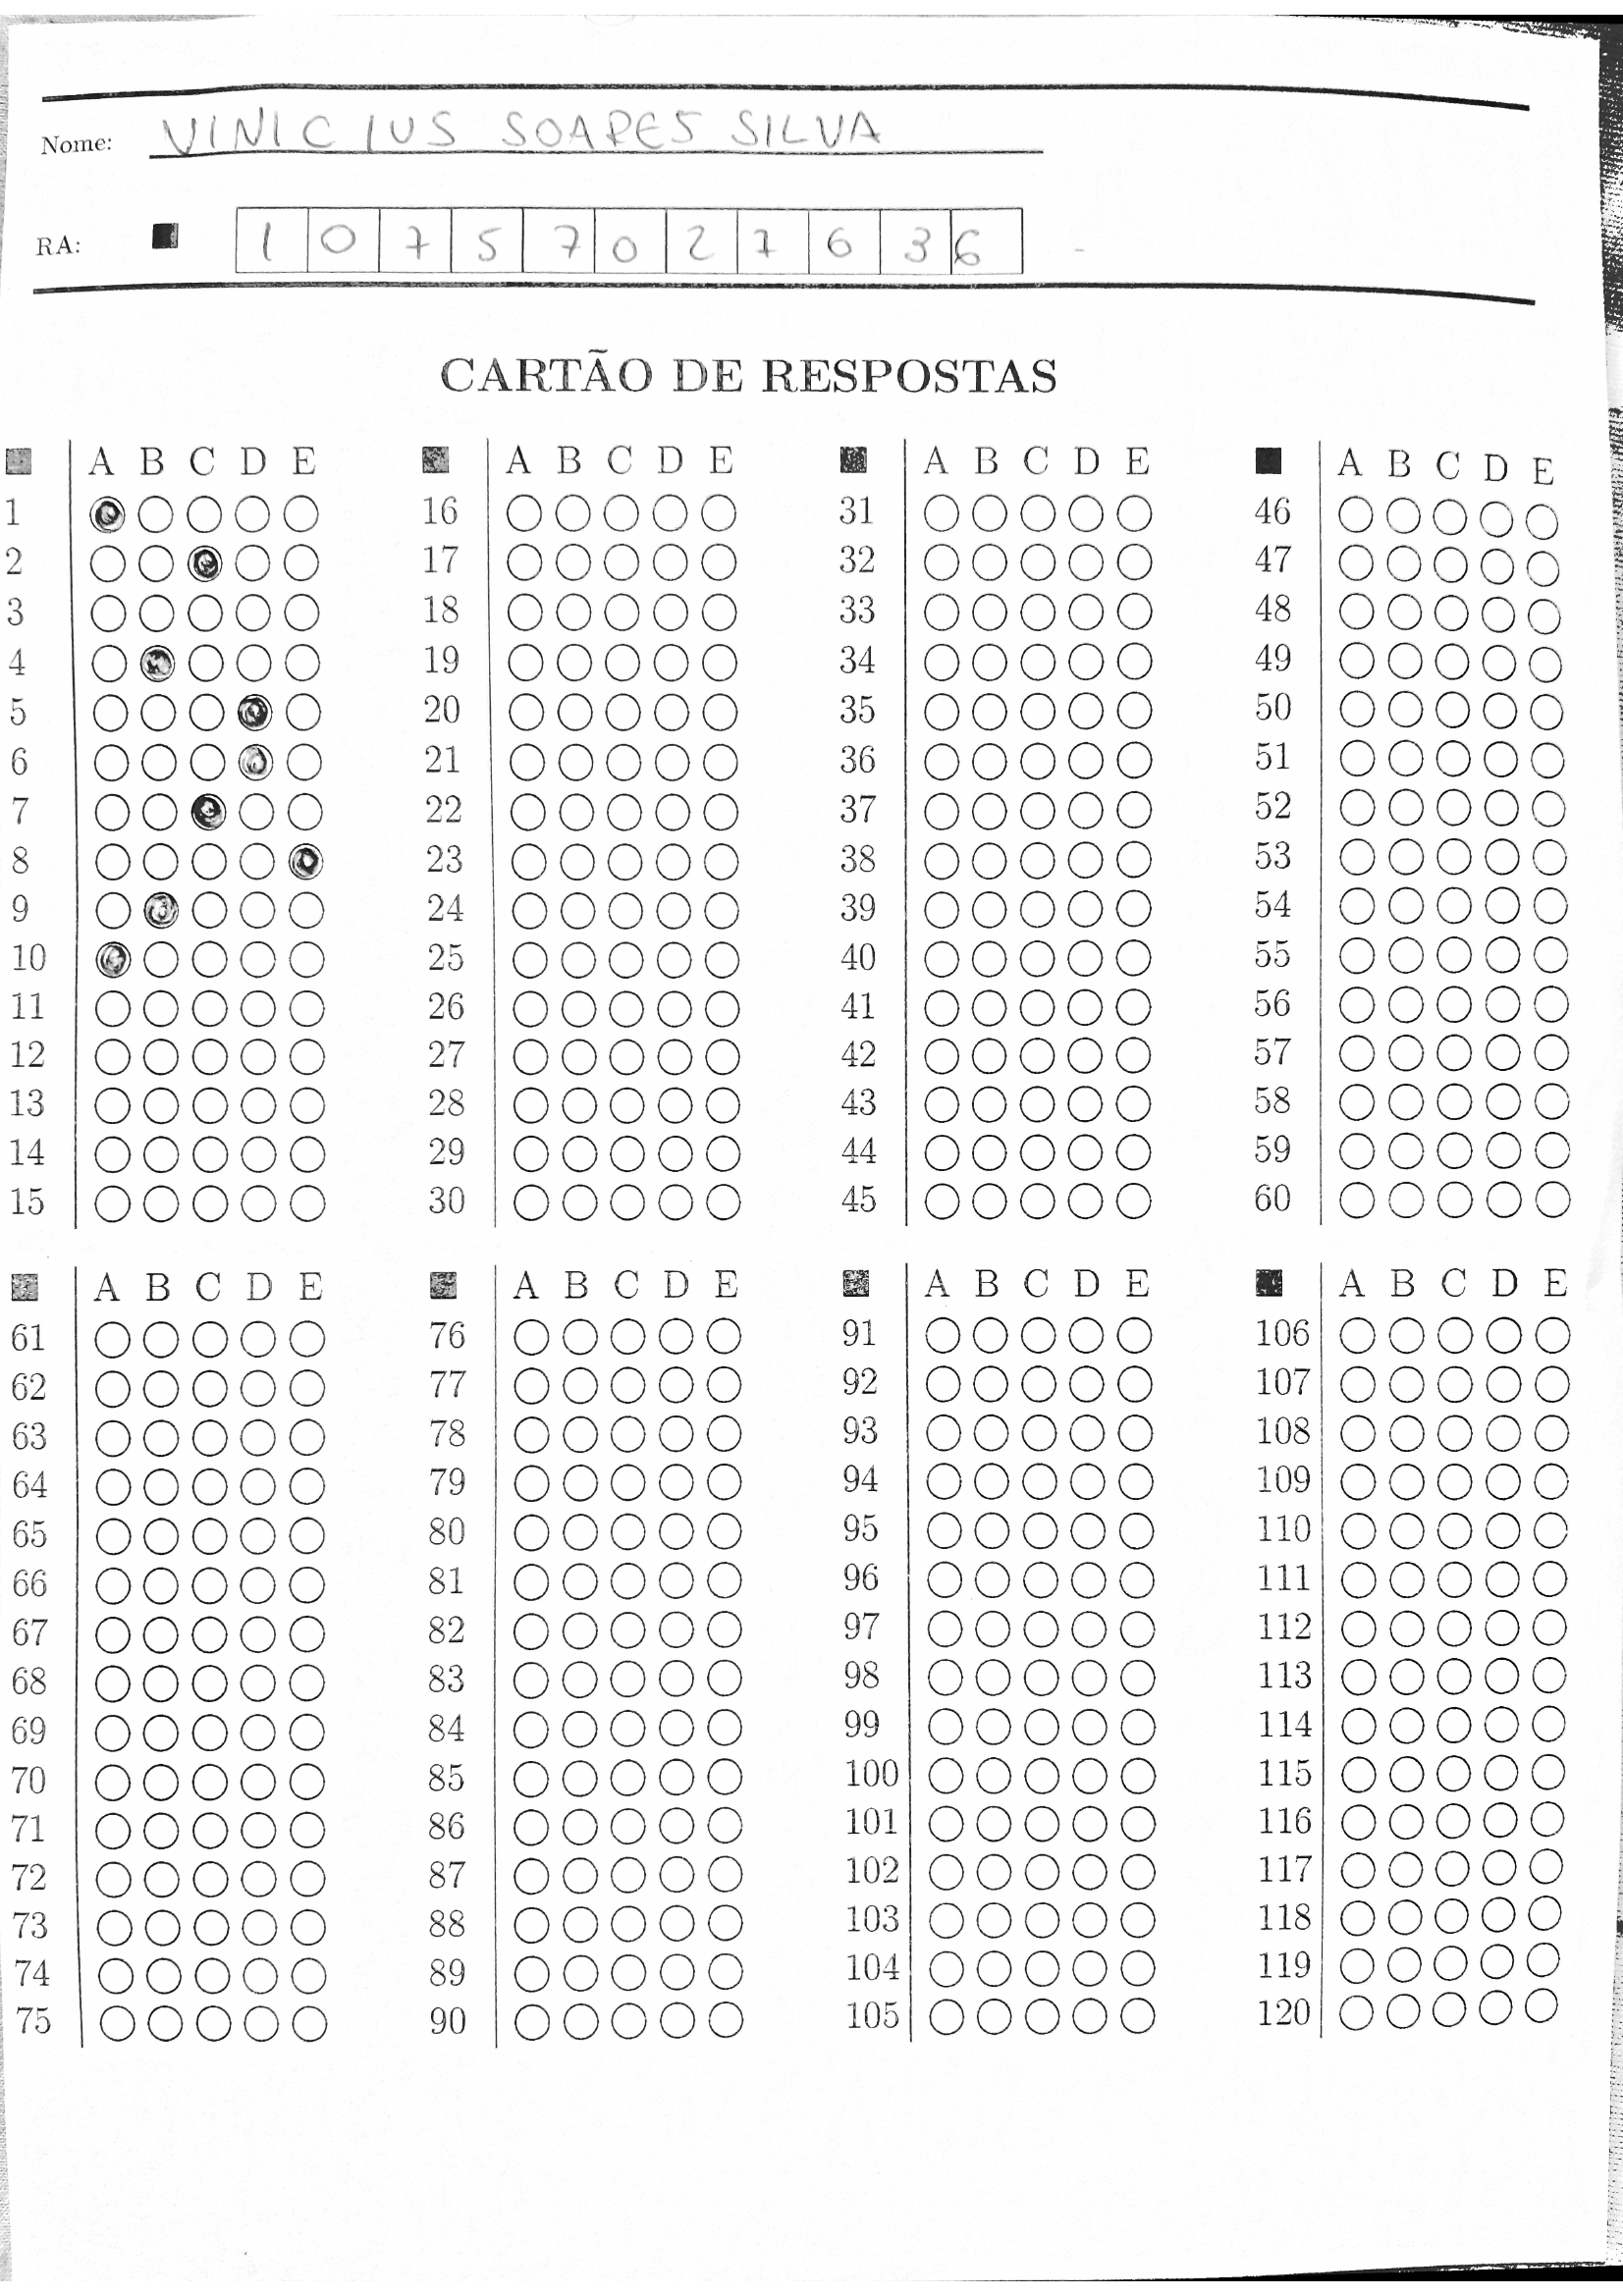 Nome: VINICIUS SOARES SILVA
RA: 1 0 7 5 7 0 2 7 6 3 6
CARTÃO DE RESPOSTAS
A B C D E A B C D E A B C D E A B C D E
1 16 31 46
2 17 32 47
3 18 33 48
4 19 34 49
5 20 35 50
6 21 36 51
7 22 37 52
8 23 38 53
9 24 39 54
10 25 40 55
11 26 41 56
12 27 42 57
13 28 43 58
14 29 44 59
15 30 45 60
A B C D E A B C D E A B C D E A B C D E
61 76 91 106
62 77 92 107
63 78 93 108
64 79 94 109
65 80 95 110
66 81 96 111
67 82 97 112
68 83 98 113
69 84 99 114
70 85 100 115
71 86 101 116
72 87 102 117
73 88 103 118
74 89 104 119
75 90 105 120